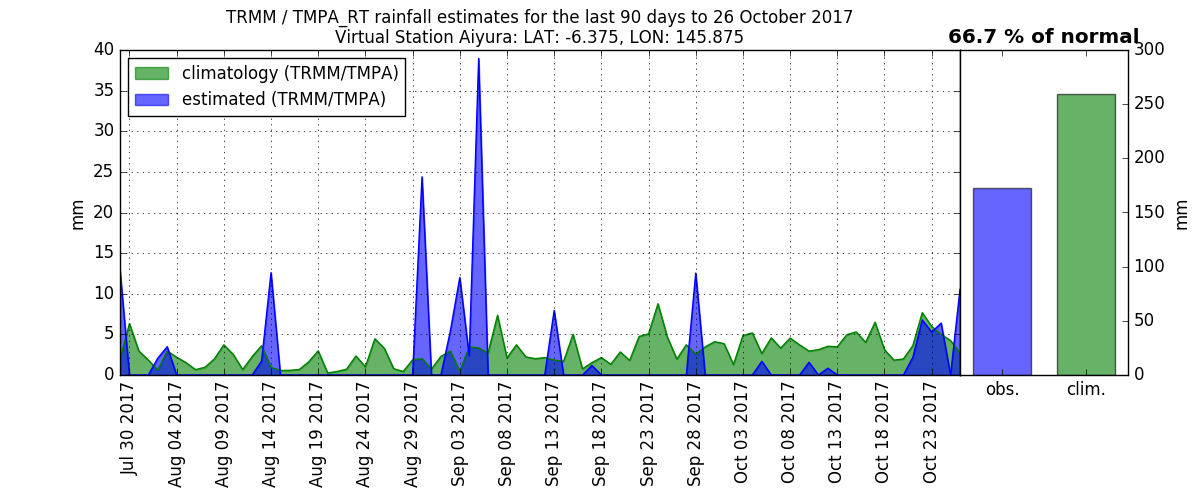 TRMM / TMPA_RT rainfall estimates for the last 90 days to 26 October 2017
Virtual Station Aiyura: LAT: -6.375, LON: 145.875
66.7 % of normal
climatology (TRMM/TMPA)
estimated (TRMM/TMPA)
40
35
30
25
20
15
10
5
0
mm
Jul 30 2017
Aug 04 2017
Aug 09 2017
Aug 14 2017
Aug 19 2017
Aug 24 2017
Aug 29 2017
Sep 03 2017
Sep 08 2017
Sep 13 2017
Sep 18 2017
Sep 23 2017
Sep 28 2017
Oct 03 2017
Oct 08 2017
Oct 13 2017
Oct 18 2017
Oct 23 2017
obs.
clim.
300
250
200
150
100
50
0
mm